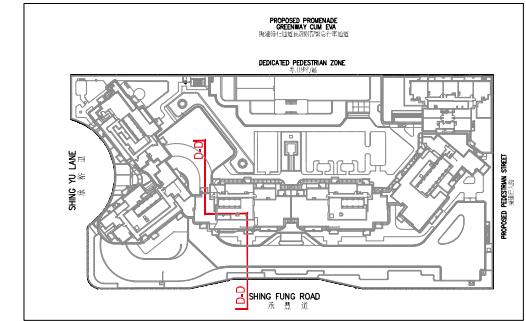 PROPOSED PROMENADE
GREENWAY CUM EVA
DEDICATED PEDESTRIAN ZONE
SHING YU LANE
承
D-D
PROPOSED PEDESTRIAN STREET
D-D
SHING FUNG ROAD
承 豐 道